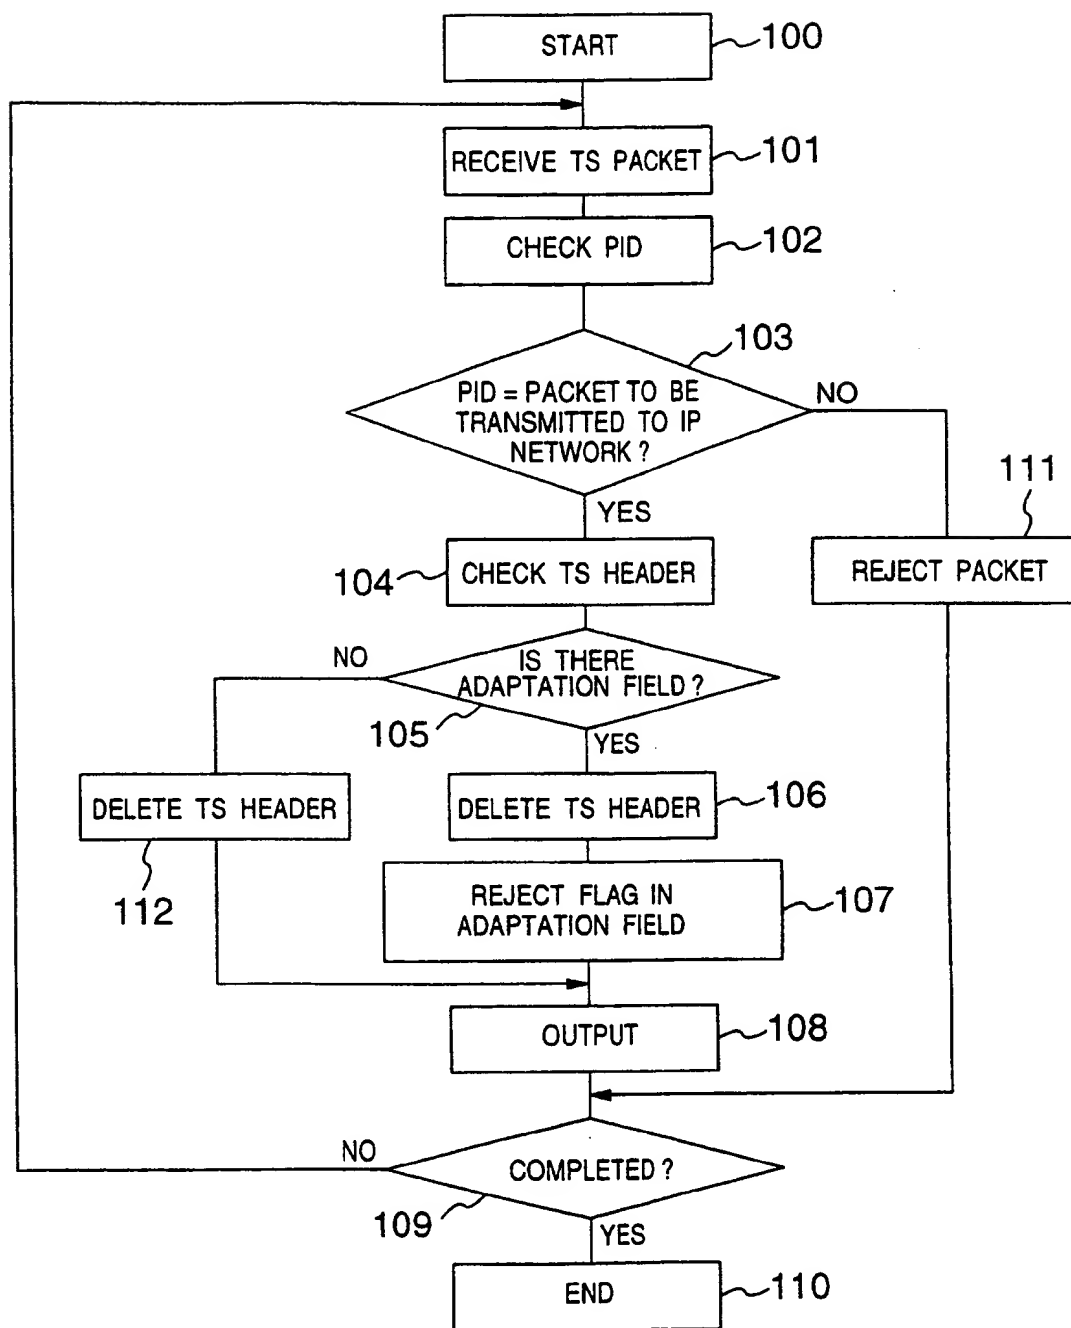 START
100
RECEIVE TS PACKET
101
CHECK PID
102
103
PID = PACKET TO BE
TRANSMITTED TO IP
NETWORK ?
NO
YES
111
104
CHECK TS HEADER
REJECT PACKET
NO
IS THERE
ADAPTATION FIELD ?
105
YES
DELETE TS HEADER
112
DELETE TS HEADER
106
REJECT FLAG IN
ADAPTATION FIELD
107
OUTPUT
108
NO
COMPLETED ?
109
YES
END
110